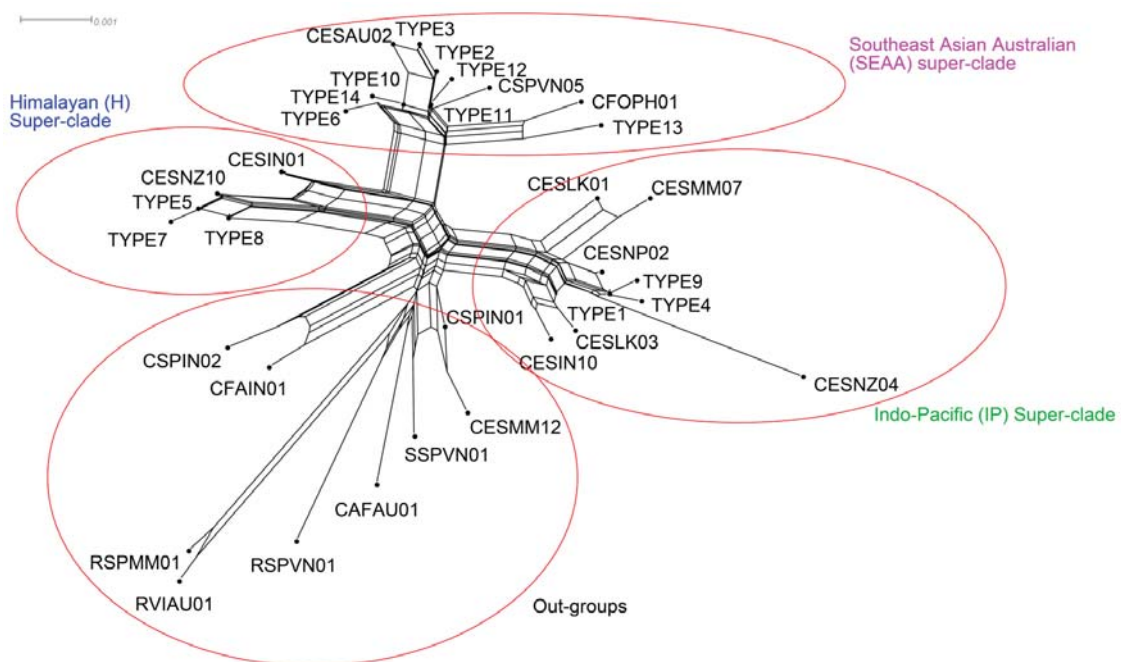 0.001
Southeast Asian Australian
(SEAA) super-clade
Himalayan (H)
Super-clade
CESAU02
TYPE3
TYPE2
TYPE12
CSPVN05
TYPE10
TYPE14
TYPE6
TYPE11
CFOPH01
TYPE13
CESIN01
CESNZ10
TYPE5
TYPE7
TYPE8
CESLK01
CESMM07
CESNP02
TYPE9
TYPE4
TYPE1
CESLK03
CESIN10
CESNZ04
Indo-Pacific (IP) Super-clade
CSPIN01
CSPIN02
CFAIN01
CESMM12
SSPVN01
CAFAU01
RSPVN01
RSPMM01
RVIAU01
Out-groups